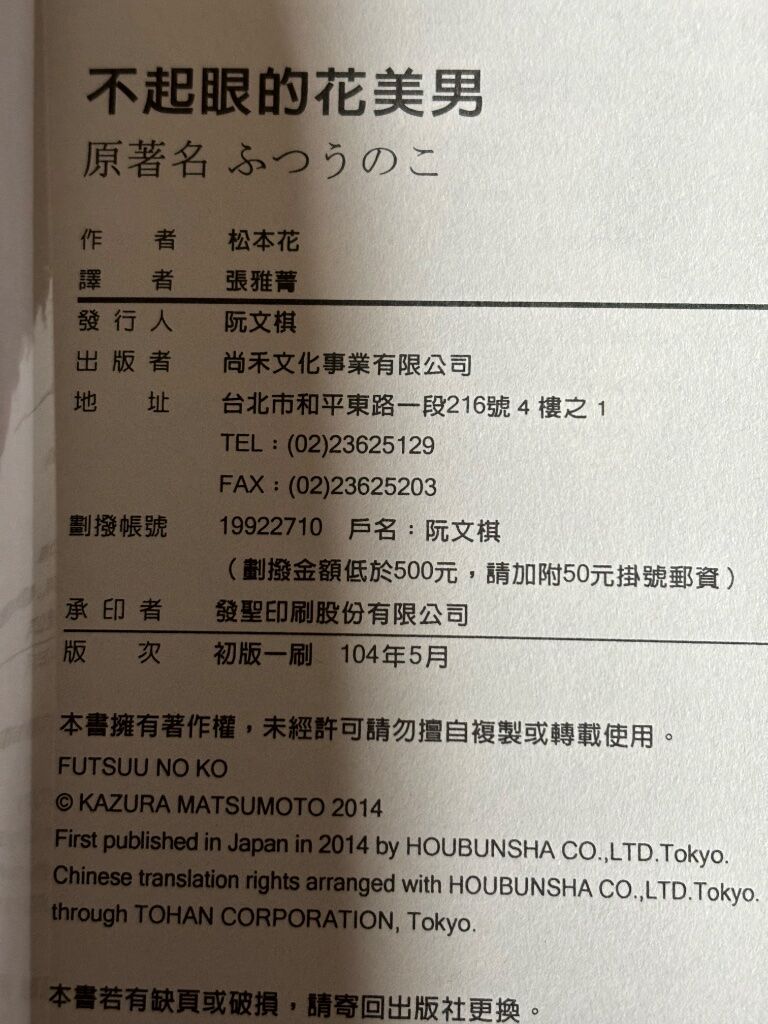 不起眼的花美男
原著名 ふつうのこ
作者 松本花
譯者 張雅菁
發行人 阮文棋
出版者 尚禾文化事業有限公司
地址 台北市和平東路一段216號4樓之1
TEL：(02)23625129
FAX：(02)23625203
劃撥帳號 19922710 戶名：阮文棋
（劃撥金額低於500元，請加附50元掛號郵資）
承印者 發聖印刷股份有限公司
版次 初版一刷 104年5月
本書擁有著作權，未經許可請勿擅自複製或轉載使用。
FUTSUU NO KO
© KAZURA MATSUMOTO 2014
First published in Japan in 2014 by HOUBUNSHA CO.,LTD.Tokyo.
Chinese translation rights arranged with HOUBUNSHA CO.,LTD.Tokyo.
through TOHAN CORPORATION, Tokyo.
本書若有缺頁或破損，請寄回出版社更換。